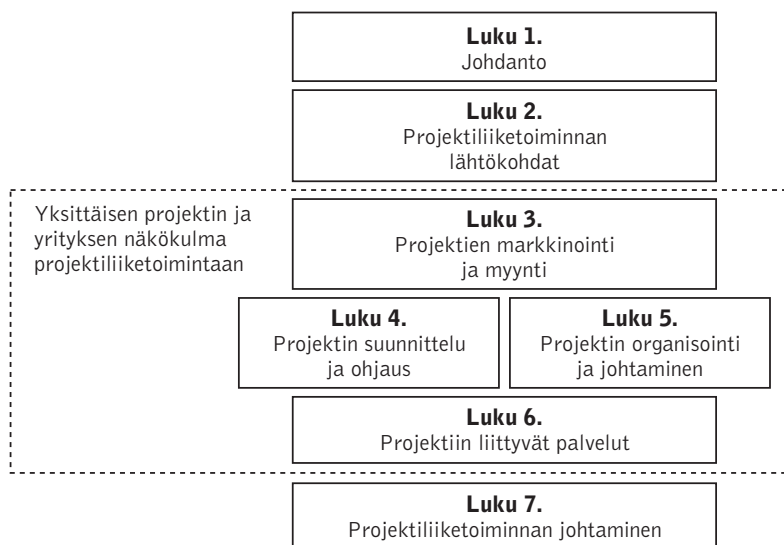 Luku 1.
Johdanto
Luku 2.
Projektiliiketoiminnan
lähtökohdat
Yksittäisen projektin ja
yrityksen näkökulma
projektiliiketoimintaan
Luku 3.
Projektien markkinointi
ja myynti
Luku 4.
Projektin suunnittelu
ja ohjaus
Luku 5.
Projektin organisointi
ja johtaminen
Luku 6.
Projektiin liittyvät palvelut
Luku 7.
Projektiliiketoiminnan johtaminen